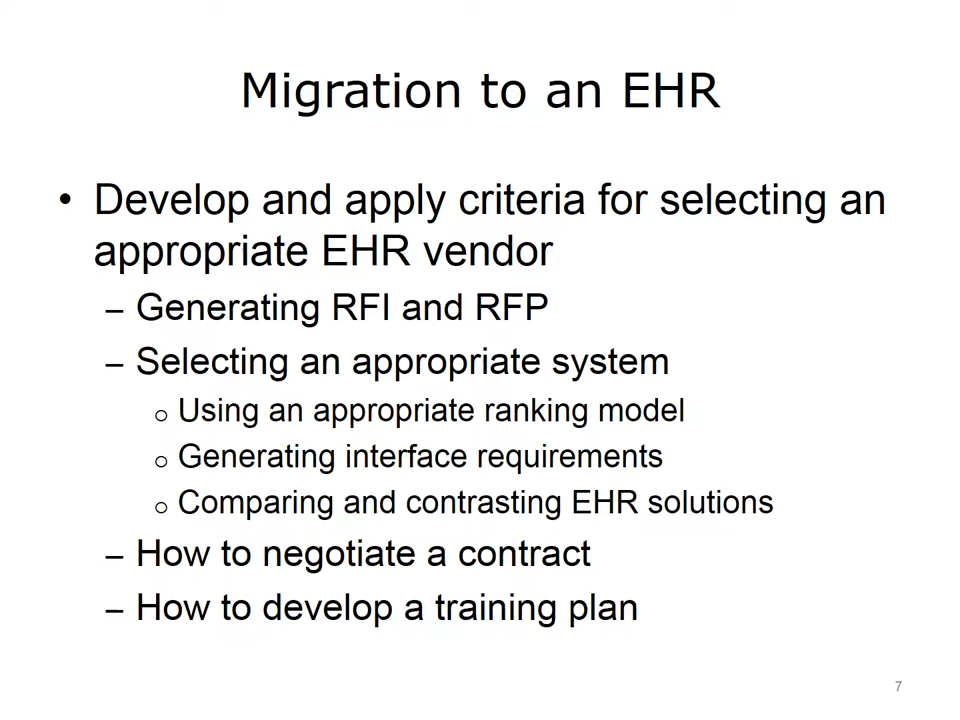 Migration to an EHR
• Develop and apply criteria for selecting an
appropriate EHR vendor
– Generating RFI and RFP
– Selecting an appropriate system
o Using an appropriate ranking model
o Generating interface requirements
o Comparing and contrasting EHR solutions
– How to negotiate a contract
– How to develop a training plan
7